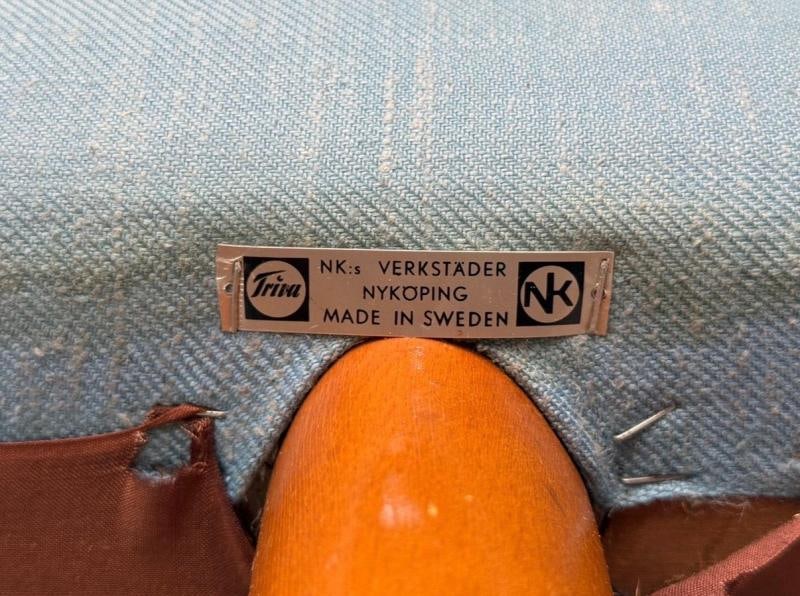 Triva
NK:s VERKSTÄDER
NYKÖPING
MADE IN SWEDEN
NK